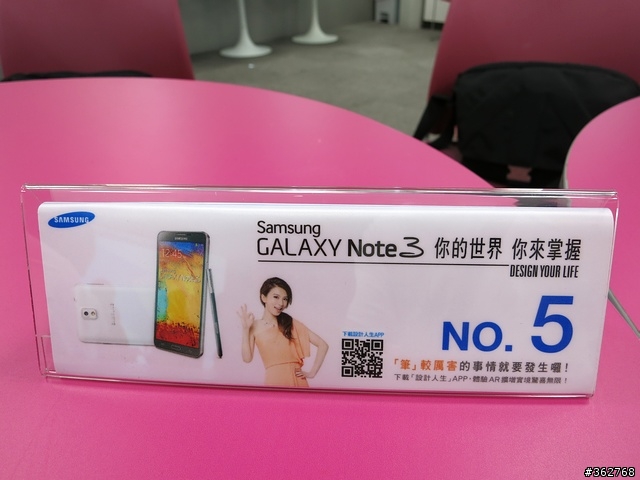 SAMSUNG
Samsung
GALAXY Note 3 你的世界 你來掌握
DESIGN YOUR LIFE
NO. 5
下載設計人生APP
「筆」較厲害的事情就要發生囉！
下載「設計人生」APP，體驗AR擴增實境驚喜無限！
#362768